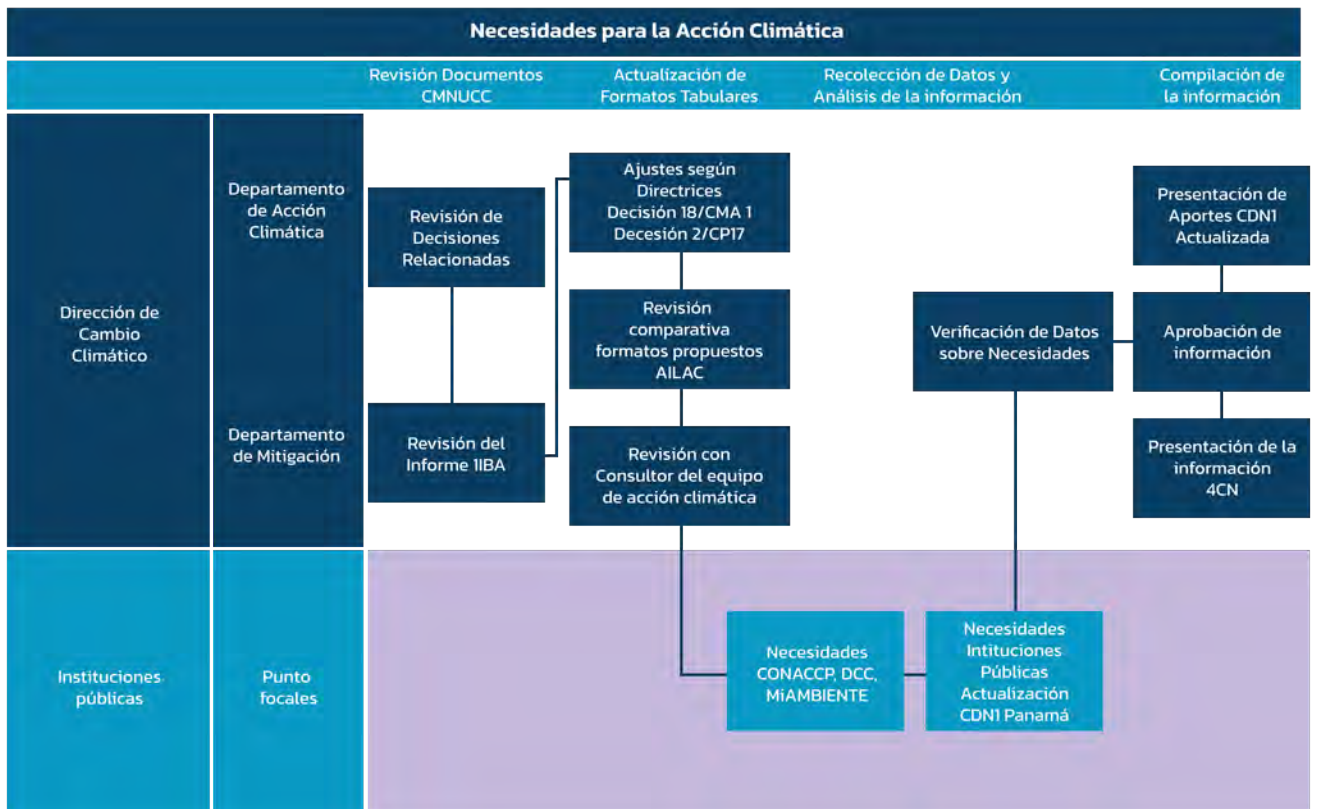 Necesidades para la Acción Climática
Revisión Documentos
CMNUCC
Actualización de
Formatos Tabulares
Recolección de Datos y
Análisis de la información
Compilación de
la información
Dirección de
Cambio
Climático
Departamento
de Acción
Climática
Departamento
de Mitigación
Revisión de
Decisiones
Relacionadas
Revisión del
Informe 1IBA
Ajustes según
Directrices
Decisión 18/CMA 1
Decesión 2/CP17
Revisión
comparativa
formatos propuestos
AILAC
Revisión con
Consultor del equipo
de acción climática
Verificación de Datos
sobre Necesidades
Presentación de
Aportes CDN1
Actualizada
Aprobación de
información
Presentación de la
información
4CN
Instituciones
públicas
Punto
focales
Necesidades
CONACCP, DCC,
MiAMBIENTE
Necesidades
Intituciones
Públicas
Actualización
CDN1 Panamá